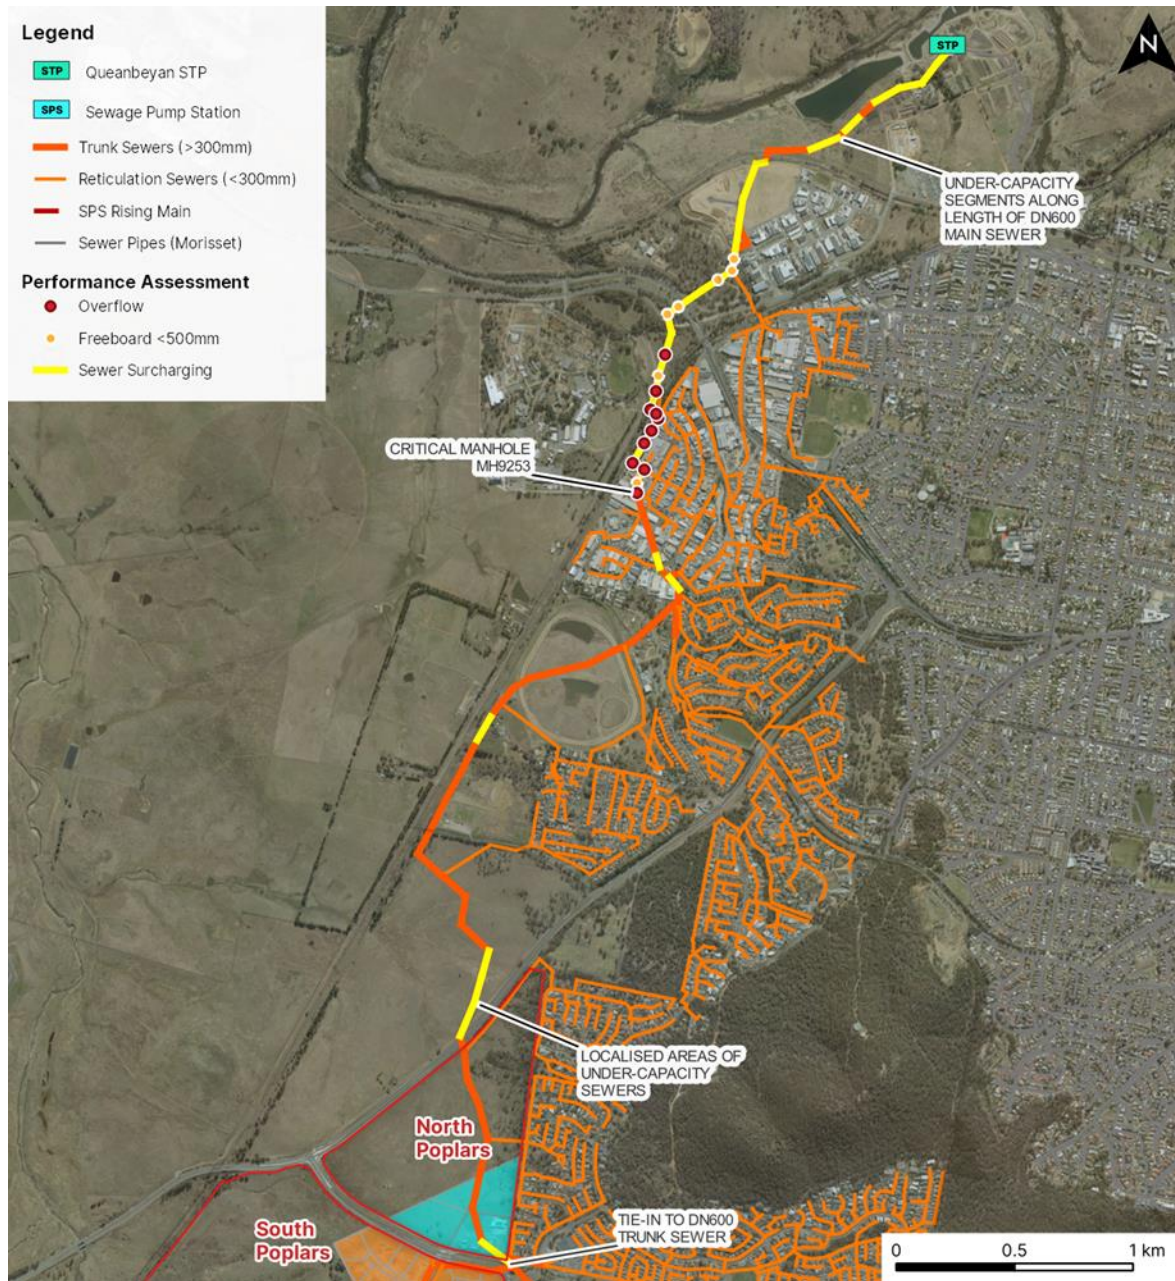 Legend
STP Queanbeyan STP
SPS Sewage Pump Station
Trunk Sewers (>300mm)
Reticulation Sewers (<300mm)
SPS Rising Main
Sewer Pipes (Morisset)
Performance Assessment
Overflow
Freeboard <500mm
Sewer Surcharging
STP
N
UNDER-CAPACITY
SEGMENTS ALONG
LENGTH OF DN600
MAIN SEWER
CRITICAL MANHOLE
MH9253
LOCALISED AREAS OF
UNDER-CAPACITY
SEWERS
North
Poplars
South
Poplars
TIE-IN TO DN600
TRUNK SEWER
0 0.5 1 km